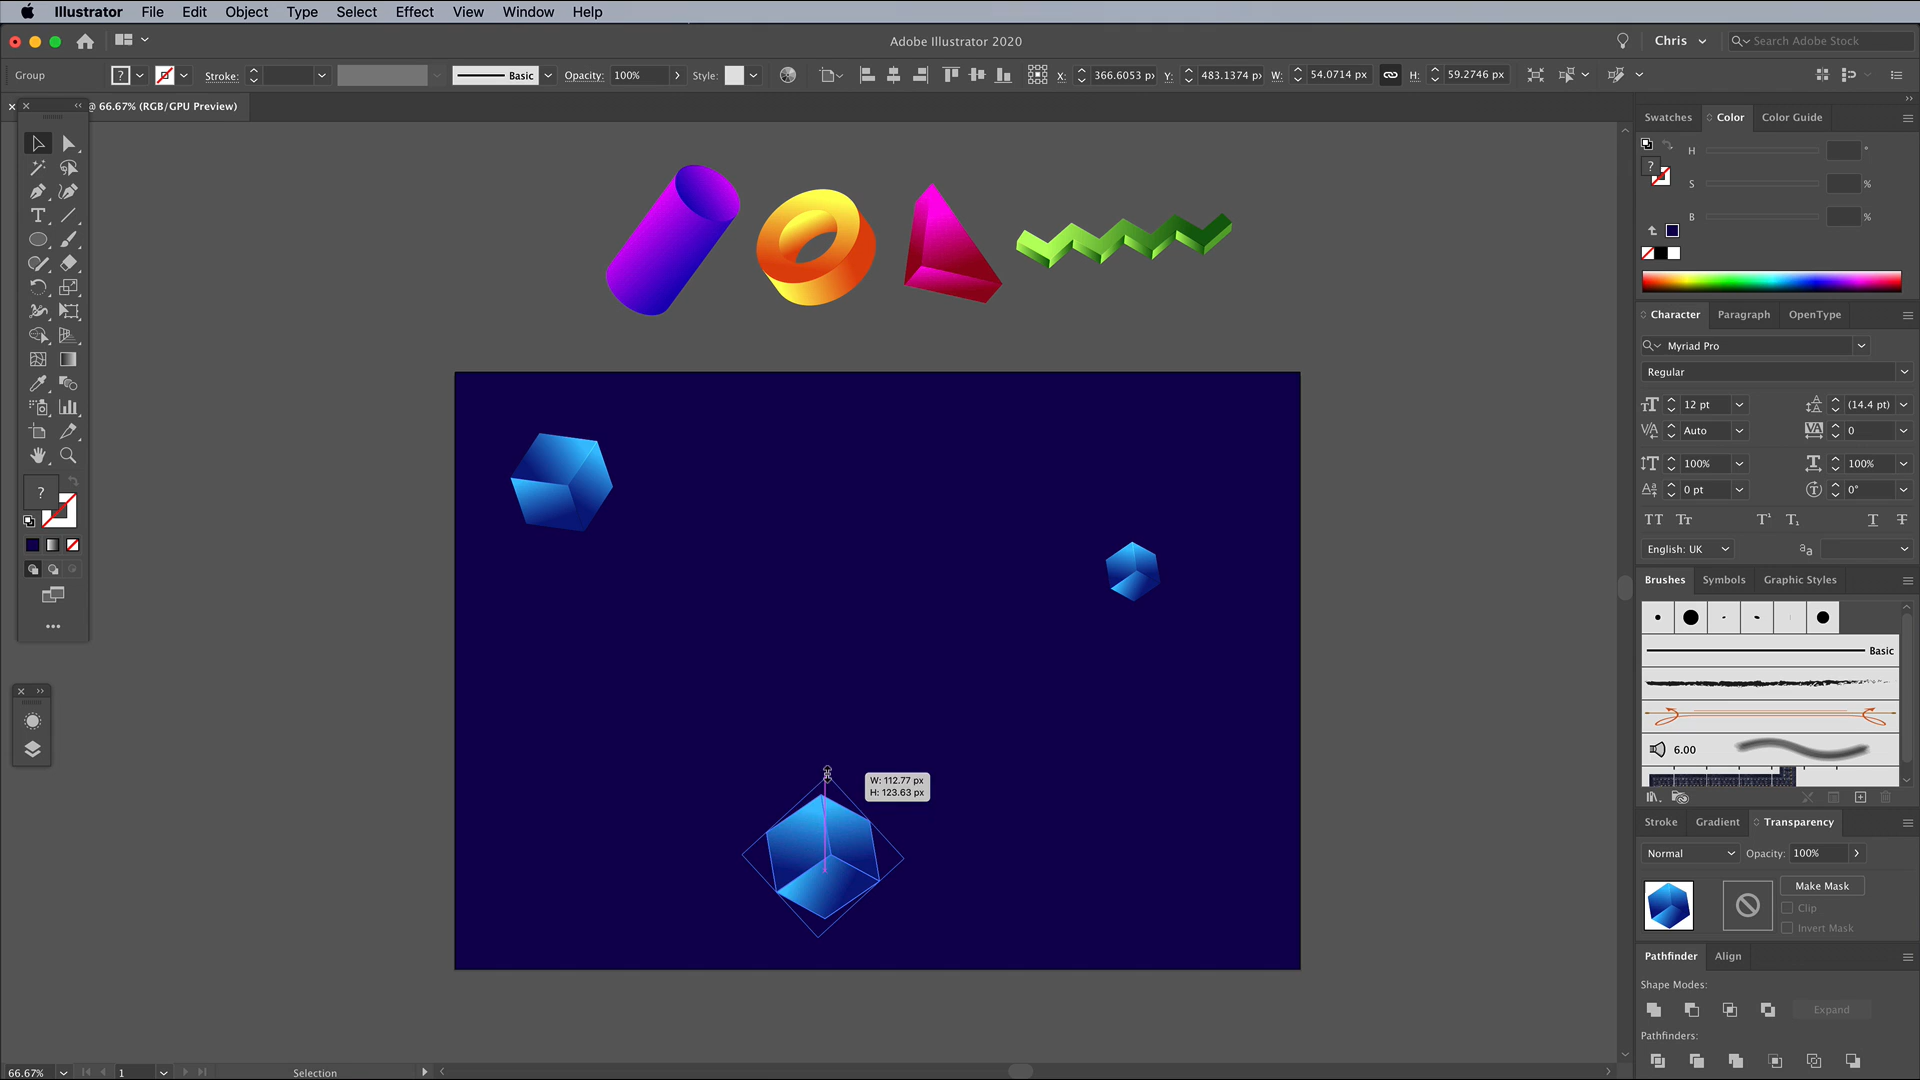 Illustrator File Edit Object Type Select Effect View Window Help
Adobe Illustrator 2020
Chris
Search Adobe Stock
Group
?
Stroke:
Basic
Opacity: 100%
Style:
X: 366.6053 px
Y: 483.1374 px
W: 54.0714 px
H: 59.2746 px
@ 66.67% (RGB/GPU Preview)
Swatches Color Color Guide
H °
?
S %
B %
Character Paragraph OpenType
Myriad Pro
Regular
12 pt (14.4 pt)
Auto 0
100% 100%
0 pt 0°
English: UK
Brushes Symbols Graphic Styles
Basic
6.00
W: 112.77 px
H: 123.63 px
?
Stroke Gradient Transparency
Normal Opacity: 100%
Make Mask
Clip
Invert Mask
Pathfinder Align
Shape Modes:
Expand
Pathfinders:
66.67% 1 Selection